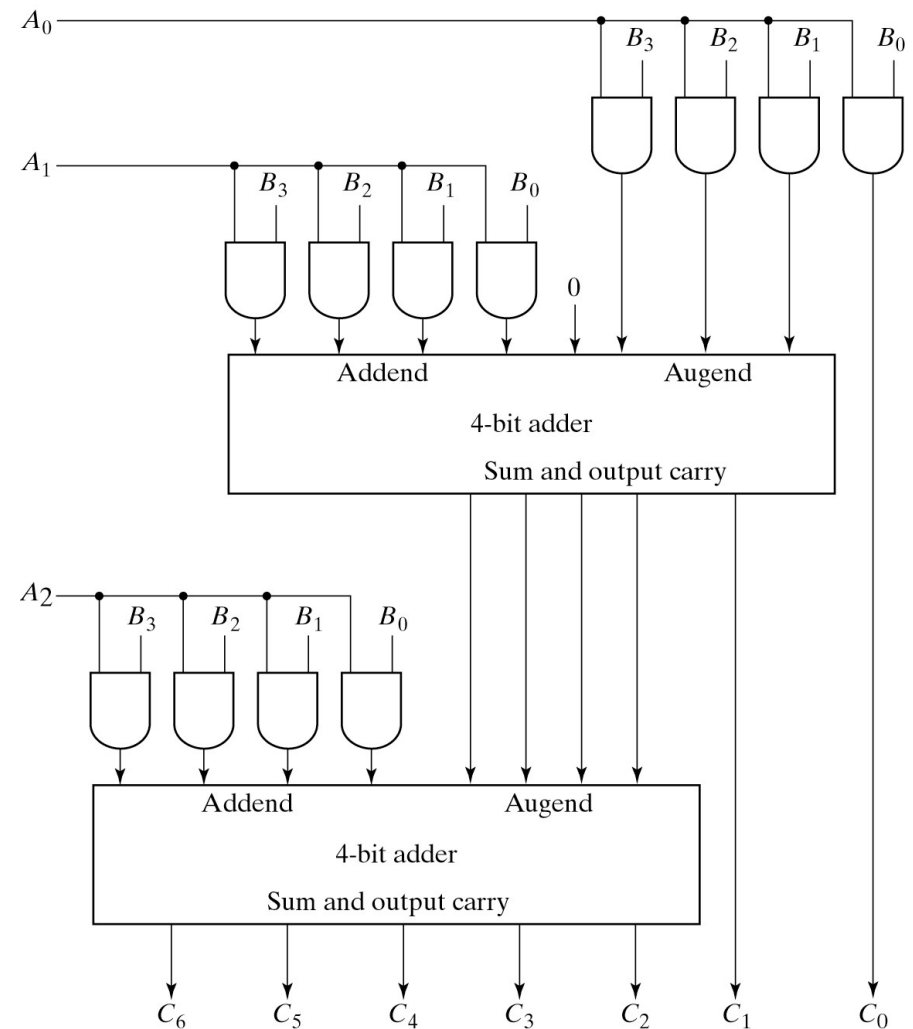 A₀
B₃ B₂ B₁ B₀
A₁
B₃ B₂ B₁ B₀
0
Addend Augend
4-bit adder
Sum and output carry
A₂
B₃ B₂ B₁ B₀
Addend Augend
4-bit adder
Sum and output carry
C₆ C₅ C₄ C₃ C₂ C₁ C₀